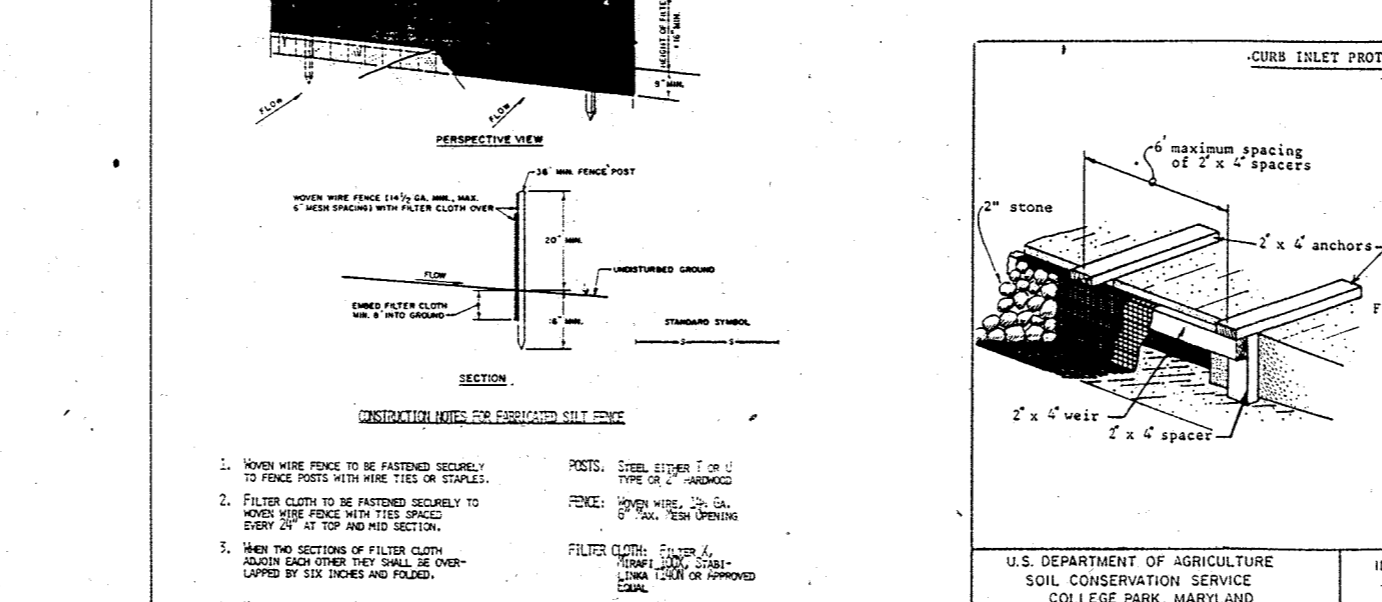 HEIGHT OF FILTE
16" MIN.
9" MIN.
FLOW
FLOW
PERSPECTIVE VIEW
36" MIN. FENCE POST
WOVEN WIRE FENCE (14 1/2 GA. MIN., MAX.
6" MESH SPACING) WITH FILTER CLOTH OVER
20" MIN.
FLOW
UNDISTURBED GROUND
EMBED FILTER CLOTH
MIN. 8" INTO GROUND
16" MIN.
STANDARD SYMBOL
S S
SECTION
CONSTRUCTION NOTES FOR FABRICATED SILT FENCE
1. WOVEN WIRE FENCE TO BE FASTENED SECURELY
TO FENCE POSTS WITH WIRE TIES OR STAPLES.
2. FILTER CLOTH TO BE FASTENED SECURELY TO
WOVEN WIRE FENCE WITH TIES SPACED
EVERY 24" AT TOP AND MID SECTION.
3. WHEN TWO SECTIONS OF FILTER CLOTH
ADJOIN EACH OTHER THEY SHALL BE OVER-
LAPPED BY SIX INCHES AND FOLDED.
POSTS: STEEL EITHER T OR U
TYPE OR 2" HARDWOOD
FENCE: WOVEN WIRE, 14½ GA.
6" MAX. MESH OPENING
FILTER CLOTH: FILTER X,
MIRAFI 100X, STABI-
LINKA T140N OR APPROVED
EQUAL
CURB INLET PROT
6' maximum spacing
of 2" x 4" spacers
2" stone
2" x 4" anchors
F
2" x 4" weir
2" x 4" spacer
U.S. DEPARTMENT OF AGRICULTURE
SOIL CONSERVATION SERVICE
COLLEGE PARK, MARYLAND